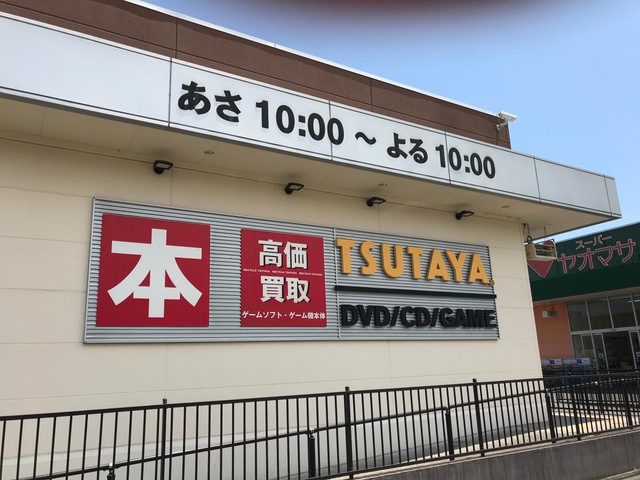 あさ 10:00 ~ よる 10:00
本
高価
買取
ゲームソフト・ゲーム機本体
TSUTAYA
DVD/CD/GAME
スーパー
ヤオマサ